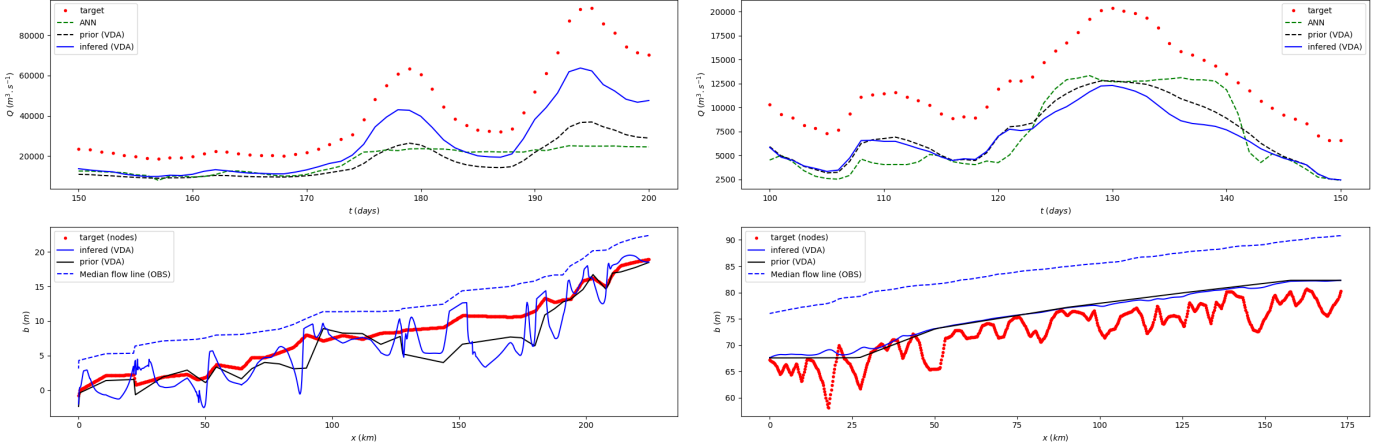 target
ANN
prior (VDA)
infered (VDA)
Q (m³.s⁻¹)
80000
60000
40000
20000
150 160 170 180 190 200
t (days)
target
ANN
prior (VDA)
infered (VDA)
Q (m³.s⁻¹)
20000
17500
15000
12500
10000
7500
5000
2500
100 110 120 130 140 150
t (days)
target (nodes)
infered (VDA)
prior (VDA)
Median flow line (OBS)
b (m)
20
15
10
5
0
0 50 100 150 200
x (km)
target (nodes)
infered (VDA)
prior (VDA)
Median flow line (OBS)
b (m)
90
85
80
75
70
65
60
0 25 50 75 100 125 150 175
x (km)